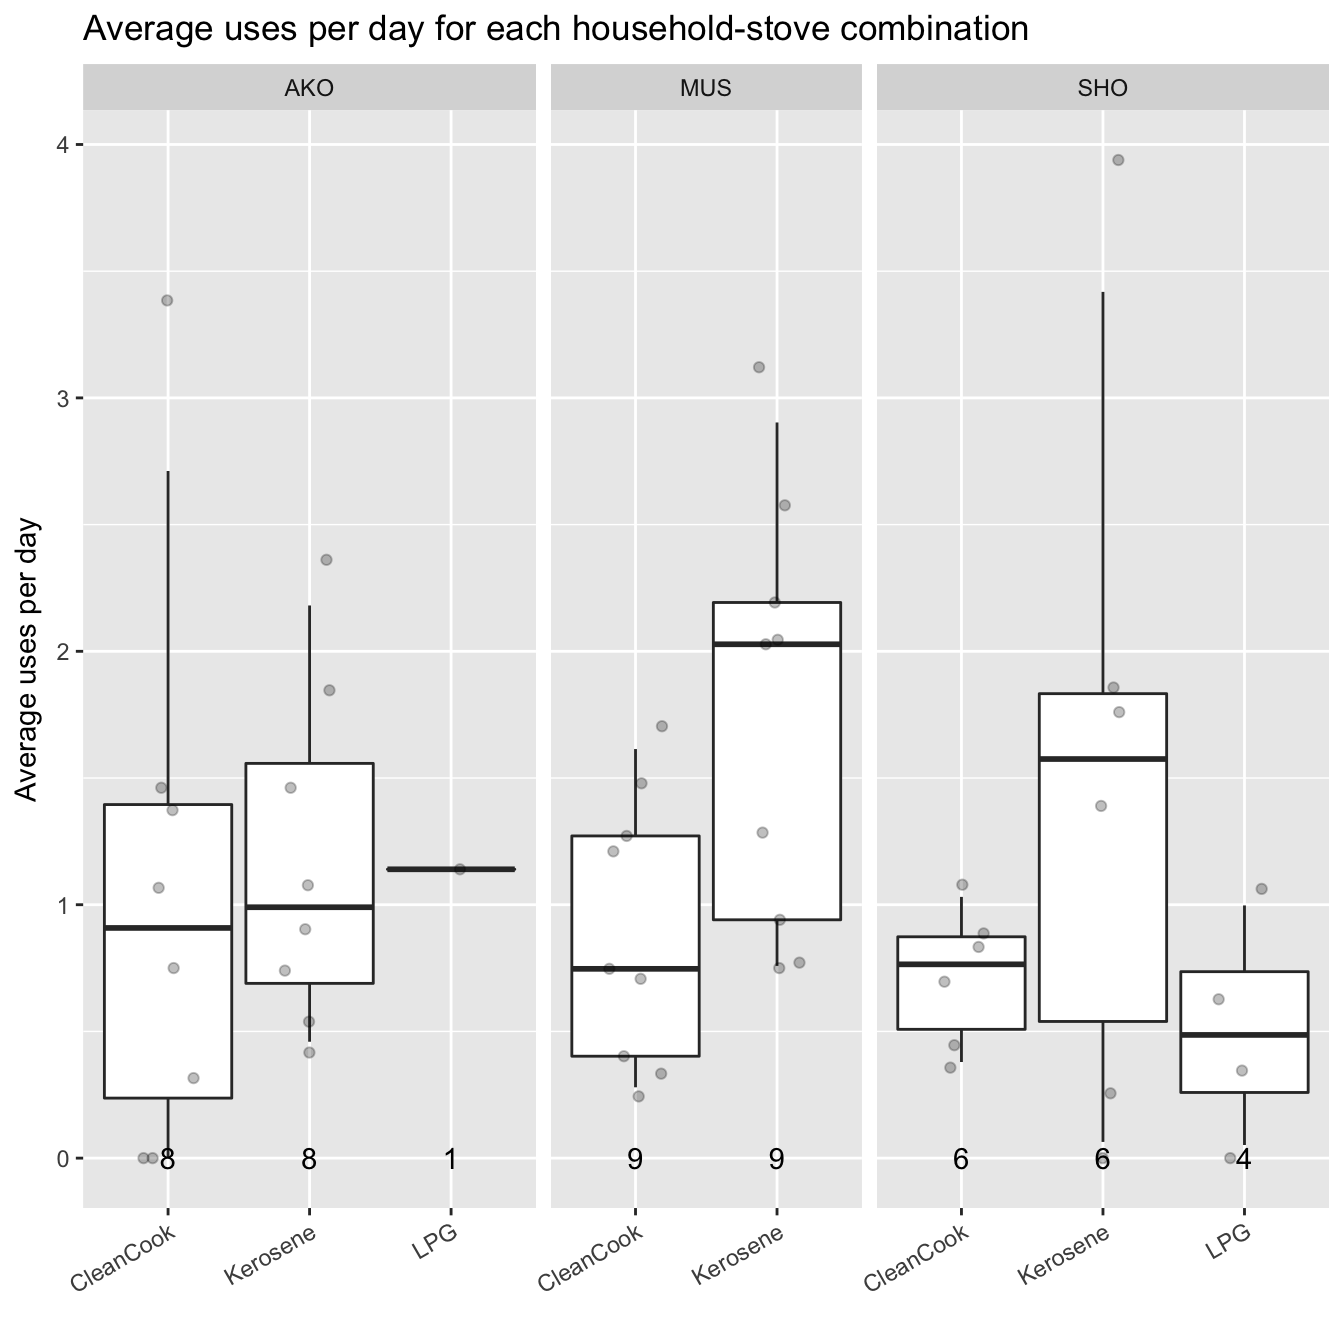 Average uses per day for each household-stove combination
AKO MUS SHO
Average uses per day
4
3
2
1
0
8 8 1 9 9 6 6 4
CleanCook Kerosene LPG CleanCook Kerosene CleanCook Kerosene LPG